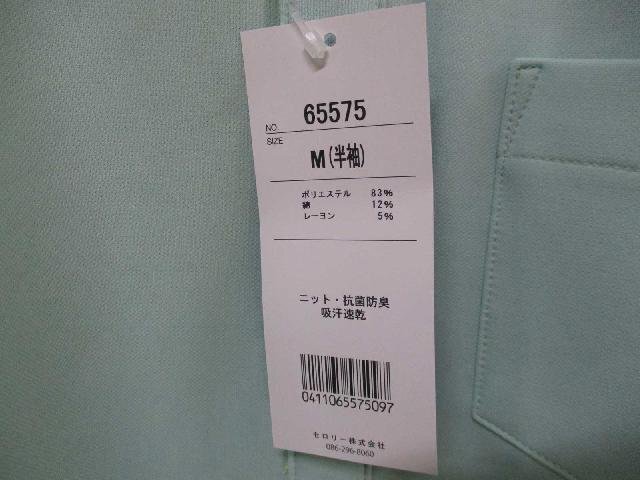 NO. 65575
SIZE
M(半袖)
ポリエステル 83%
綿 12%
レーヨン 5%
ニット・抗菌防臭
吸汗速乾
0411065575097
セロリー株式会社
086-296-8060